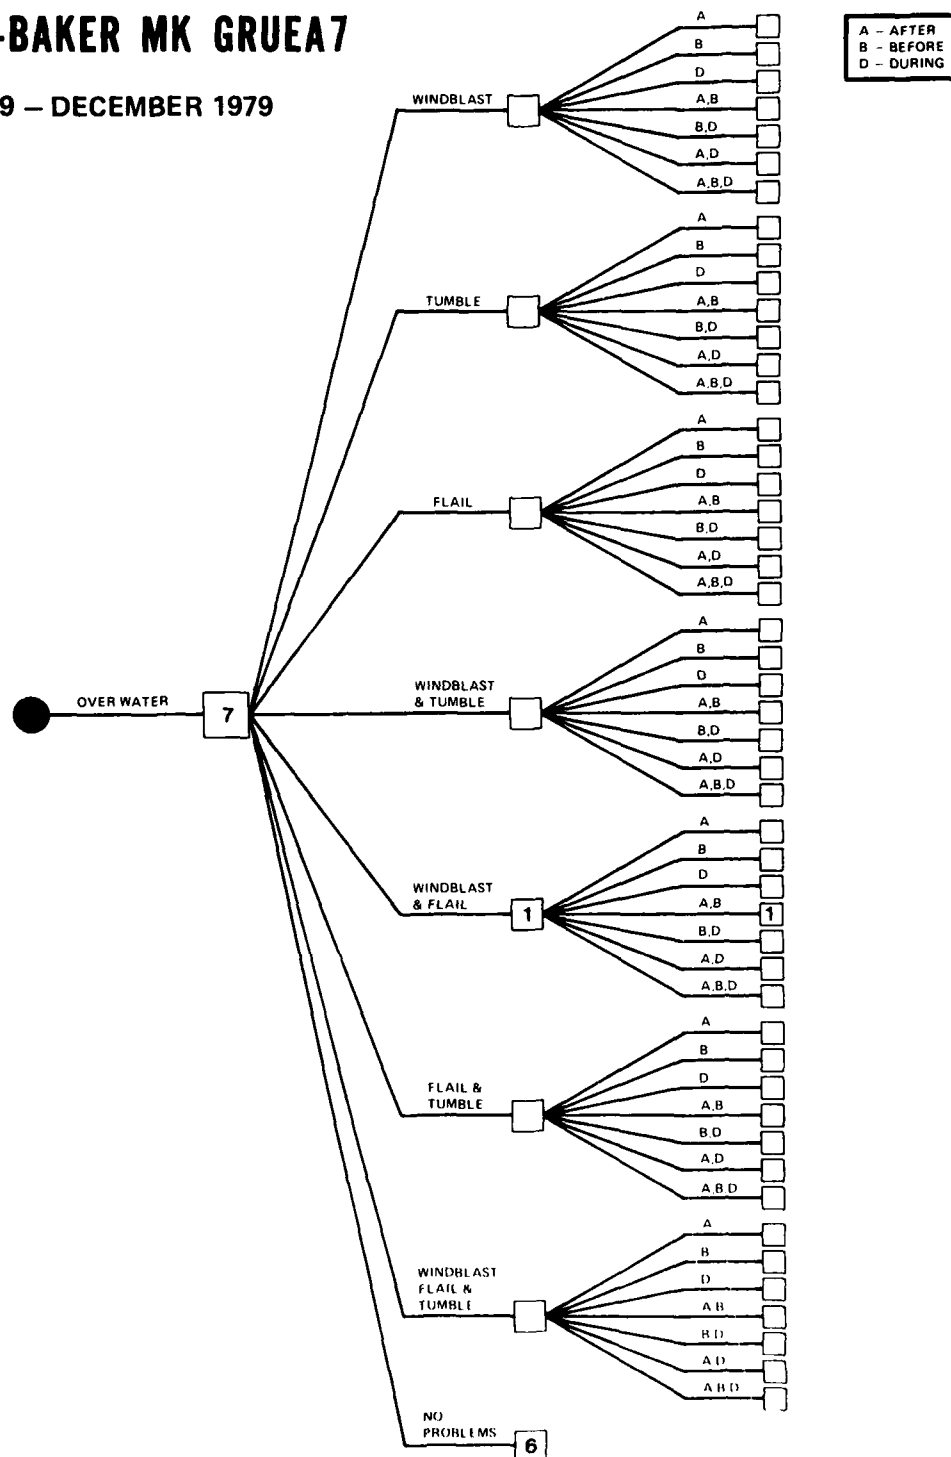 -BAKER MK GRUEA7
9 – DECEMBER 1979
A – AFTER
B – BEFORE
D – DURING
WINDBLAST
A
B
D
A,B
B,D
A,D
A,B,D
TUMBLE
A
B
D
A,B
B,D
A,D
A,B,D
FLAIL
A
B
D
A,B
B,D
A,D
A,B,D
OVER WATER
7
WINDBLAST
& TUMBLE
A
B
D
A,B
B,D
A,D
A,B,D
WINDBLAST
& FLAIL
1
A
B
D
A,B
1
B,D
A,D
A,B,D
FLAIL &
TUMBLE
A
B
D
A,B
B,D
A,D
A,B,D
WINDBLAST
FLAIL &
TUMBLE
A
B
D
A,B
B,D
A,D
A,B,D
NO
PROBLEMS
6